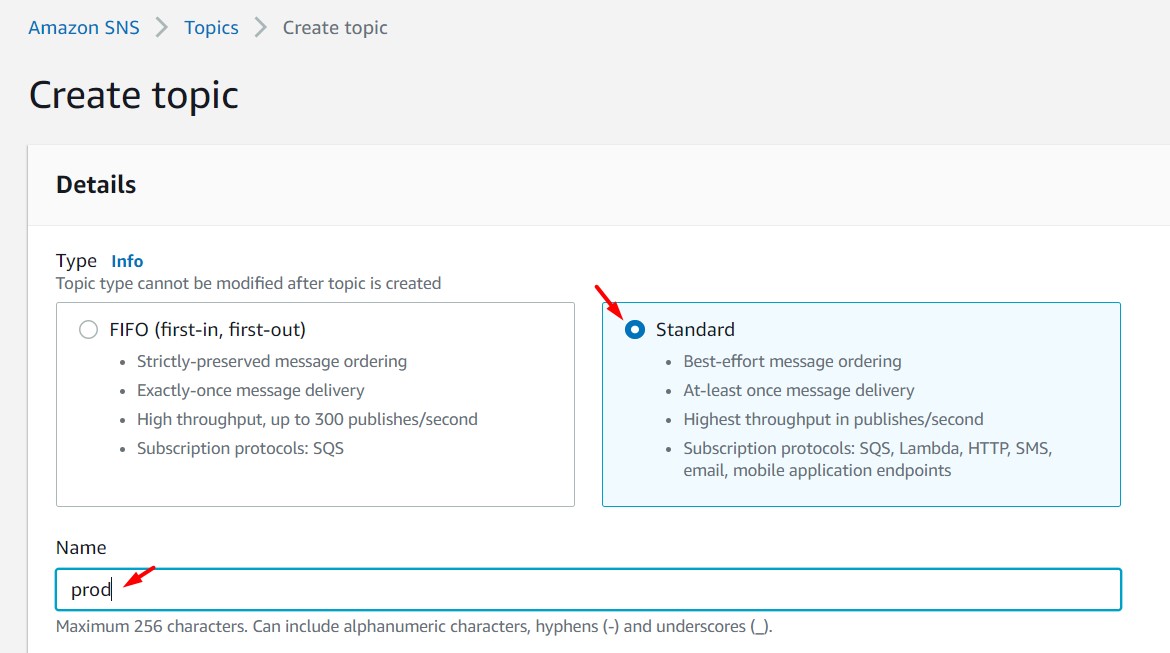 Amazon SNS > Topics > Create topic
Create topic
Details
Type Info
Topic type cannot be modified after topic is created
FIFO (first-in, first-out)
• Strictly-preserved message ordering
• Exactly-once message delivery
• High throughput, up to 300 publishes/second
• Subscription protocols: SQS
Standard
• Best-effort message ordering
• At-least once message delivery
• Highest throughput in publishes/second
• Subscription protocols: SQS, Lambda, HTTP, SMS,
email, mobile application endpoints
Name
prod
Maximum 256 characters. Can include alphanumeric characters, hyphens (-) and underscores (_).